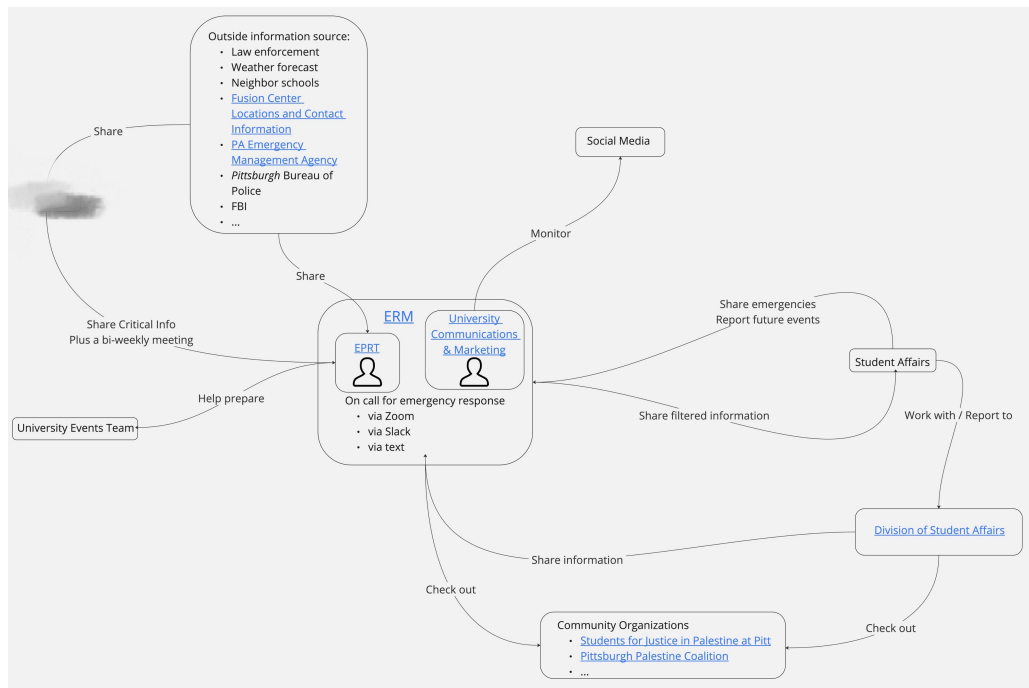 Outside information source:
• Law enforcement
• Weather forecast
• Neighbor schools
• Fusion Center
Locations and Contact
Information
• PA Emergency
Management Agency
• Pittsburgh Bureau of
Police
• FBI
• ...
Share
Social Media
Monitor
Share
Share Critical Info
Plus a bi-weekly meeting
ERM
EPRT
University
Communications
& Marketing
On call for emergency response
• via Zoom
• via Slack
• via text
Share emergencies
Report future events
Student Affairs
Help prepare
University Events Team
Share filtered information
Work with / Report to
Division of Student Affairs
Share information
Check out
Check out
Community Organizations
• Students for Justice in Palestine at Pitt
• Pittsburgh Palestine Coalition
• ...